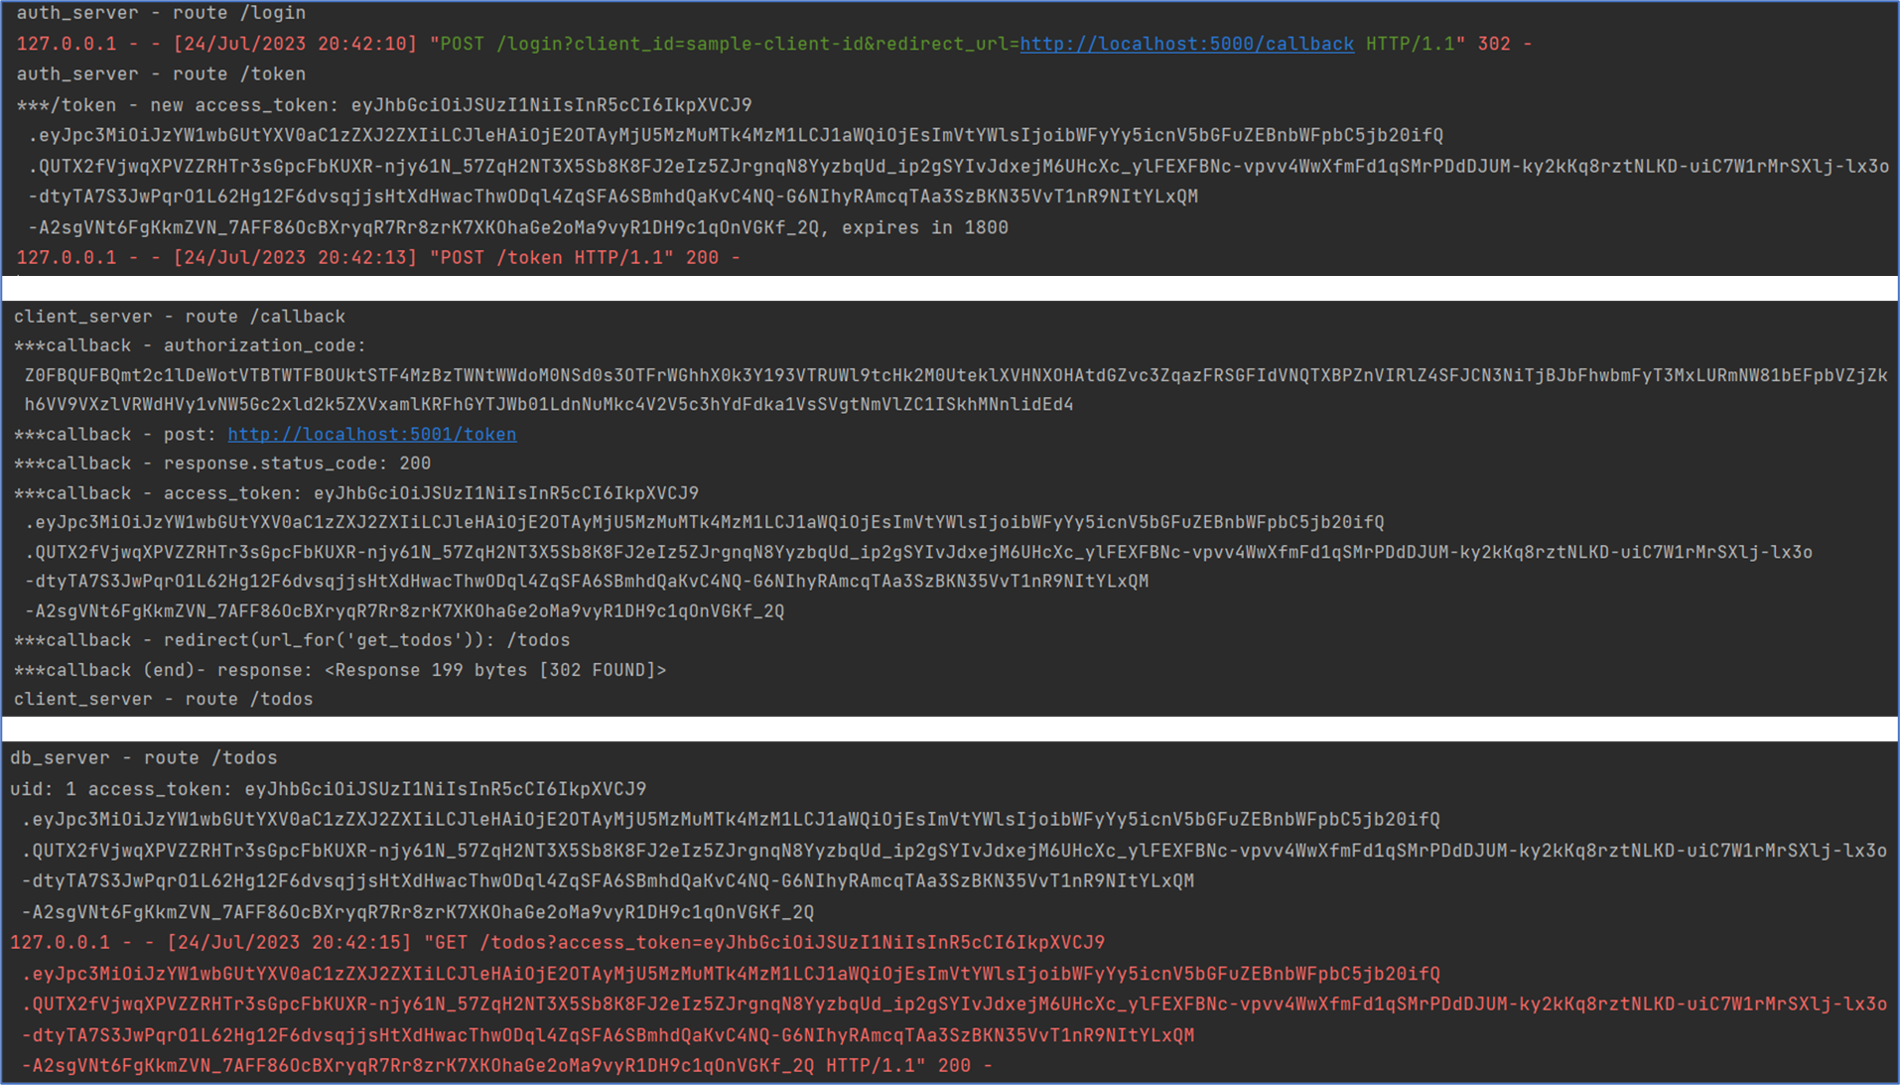 auth_server - route /login
127.0.0.1 - - [24/Jul/2023 20:42:10] "POST /login?client_id=sample-client-id&redirect_url=http://localhost:5000/callback HTTP/1.1" 302 -
auth_server - route /token
***/token - new access_token: eyJhbGciOiJSUzI1NiIsInR5cCI6IkpXVCJ9
.eyJpc3MiOiJzYW1wbGUtYXV0aC1zZXJ2ZXIiLCJleHAiOjE2OTAyMjU5MzMuMTk4MzM1LCJ1aWQiOjEsImVtYWlsIjoibWFyYy5icnV5bGFuZEBnbWFpbC5jb20ifQ
.QUTX2fVjwqXPVZZRHTr3sGpcFbKUXR-njy61N_57ZqH2NT3X5Sb8K8FJ2eIz5ZJrgnqN8YyzbqUd_ip2gSYIvJdxejM6UHcXc_ylFEXFBNc-vpvv4WwXfmFd1qSMrPDdDJUM-ky2kKq8rztNLKD-uiC7W1rMrSXlj-lx3o
-dtyTA7S3JwPqrO1L62Hg12F6dvsqjjsHtXdHwacThwODql4ZqSFA6SBmhdQaKvC4NQ-G6NIhyRAmcqTAa3SzBKN35VvT1nR9NItYLxQM
-A2sgVNt6FgKkmZVN_7AFF86OcBXryqR7Rr8zrK7XKOhaGe2oMa9vyR1DH9c1qOnVGKf_2Q, expires in 1800
127.0.0.1 - - [24/Jul/2023 20:42:13] "POST /token HTTP/1.1" 200 -
client_server - route /callback
***callback - authorization_code:
Z0FBQUFBQmt2c1lDeWotVTBTWTFBOUktSTF4MzBzTWNtWWdoM0NSd0s3OTFrWGhhX0k3Y193VTRUWl9tcHk2M0UteklXVHNXOHAtdGZvc3ZqazFRSGFIdVNQTXBPZnVIRlZ4SFJCN3NiTjBJbFhwbmFyT3MxLURmNW81bEFpbVZjZk
h6VV9VXzlVRWdHVy1vNW5Gc2xld2k5ZXVxamlKRFhGYTJWb01LdnNuMkc4V2V5c3hYdFdka1VsSVgtNmVlZC1ISkhMNnlidEd4
***callback - post: http://localhost:5001/token
***callback - response.status_code: 200
***callback - access_token: eyJhbGciOiJSUzI1NiIsInR5cCI6IkpXVCJ9
.eyJpc3MiOiJzYW1wbGUtYXV0aC1zZXJ2ZXIiLCJleHAiOjE2OTAyMjU5MzMuMTk4MzM1LCJ1aWQiOjEsImVtYWlsIjoibWFyYy5icnV5bGFuZEBnbWFpbC5jb20ifQ
.QUTX2fVjwqXPVZZRHTr3sGpcFbKUXR-njy61N_57ZqH2NT3X5Sb8K8FJ2eIz5ZJrgnqN8YyzbqUd_ip2gSYIvJdxejM6UHcXc_ylFEXFBNc-vpvv4WwXfmFd1qSMrPDdDJUM-ky2kKq8rztNLKD-uiC7W1rMrSXlj-lx3o
-dtyTA7S3JwPqrO1L62Hg12F6dvsqjjsHtXdHwacThwODql4ZqSFA6SBmhdQaKvC4NQ-G6NIhyRAmcqTAa3SzBKN35VvT1nR9NItYLxQM
-A2sgVNt6FgKkmZVN_7AFF86OcBXryqR7Rr8zrK7XKOhaGe2oMa9vyR1DH9c1qOnVGKf_2Q
***callback - redirect(url_for('get_todos')): /todos
***callback (end)- response: <Response 199 bytes [302 FOUND]>
client_server - route /todos
db_server - route /todos
uid: 1 access_token: eyJhbGciOiJSUzI1NiIsInR5cCI6IkpXVCJ9
.eyJpc3MiOiJzYW1wbGUtYXV0aC1zZXJ2ZXIiLCJleHAiOjE2OTAyMjU5MzMuMTk4MzM1LCJ1aWQiOjEsImVtYWlsIjoibWFyYy5icnV5bGFuZEBnbWFpbC5jb20ifQ
.QUTX2fVjwqXPVZZRHTr3sGpcFbKUXR-njy61N_57ZqH2NT3X5Sb8K8FJ2eIz5ZJrgnqN8YyzbqUd_ip2gSYIvJdxejM6UHcXc_ylFEXFBNc-vpvv4WwXfmFd1qSMrPDdDJUM-ky2kKq8rztNLKD-uiC7W1rMrSXlj-lx3o
-dtyTA7S3JwPqrO1L62Hg12F6dvsqjjsHtXdHwacThwODql4ZqSFA6SBmhdQaKvC4NQ-G6NIhyRAmcqTAa3SzBKN35VvT1nR9NItYLxQM
-A2sgVNt6FgKkmZVN_7AFF86OcBXryqR7Rr8zrK7XKOhaGe2oMa9vyR1DH9c1qOnVGKf_2Q
127.0.0.1 - - [24/Jul/2023 20:42:15] "GET /todos?access_token=eyJhbGciOiJSUzI1NiIsInR5cCI6IkpXVCJ9
.eyJpc3MiOiJzYW1wbGUtYXV0aC1zZXJ2ZXIiLCJleHAiOjE2OTAyMjU5MzMuMTk4MzM1LCJ1aWQiOjEsImVtYWlsIjoibWFyYy5icnV5bGFuZEBnbWFpbC5jb20ifQ
.QUTX2fVjwqXPVZZRHTr3sGpcFbKUXR-njy61N_57ZqH2NT3X5Sb8K8FJ2eIz5ZJrgnqN8YyzbqUd_ip2gSYIvJdxejM6UHcXc_ylFEXFBNc-vpvv4WwXfmFd1qSMrPDdDJUM-ky2kKq8rztNLKD-uiC7W1rMrSXlj-lx3o
-dtyTA7S3JwPqrO1L62Hg12F6dvsqjjsHtXdHwacThwODql4ZqSFA6SBmhdQaKvC4NQ-G6NIhyRAmcqTAa3SzBKN35VvT1nR9NItYLxQM
-A2sgVNt6FgKkmZVN_7AFF86OcBXryqR7Rr8zrK7XKOhaGe2oMa9vyR1DH9c1qOnVGKf_2Q HTTP/1.1" 200 -